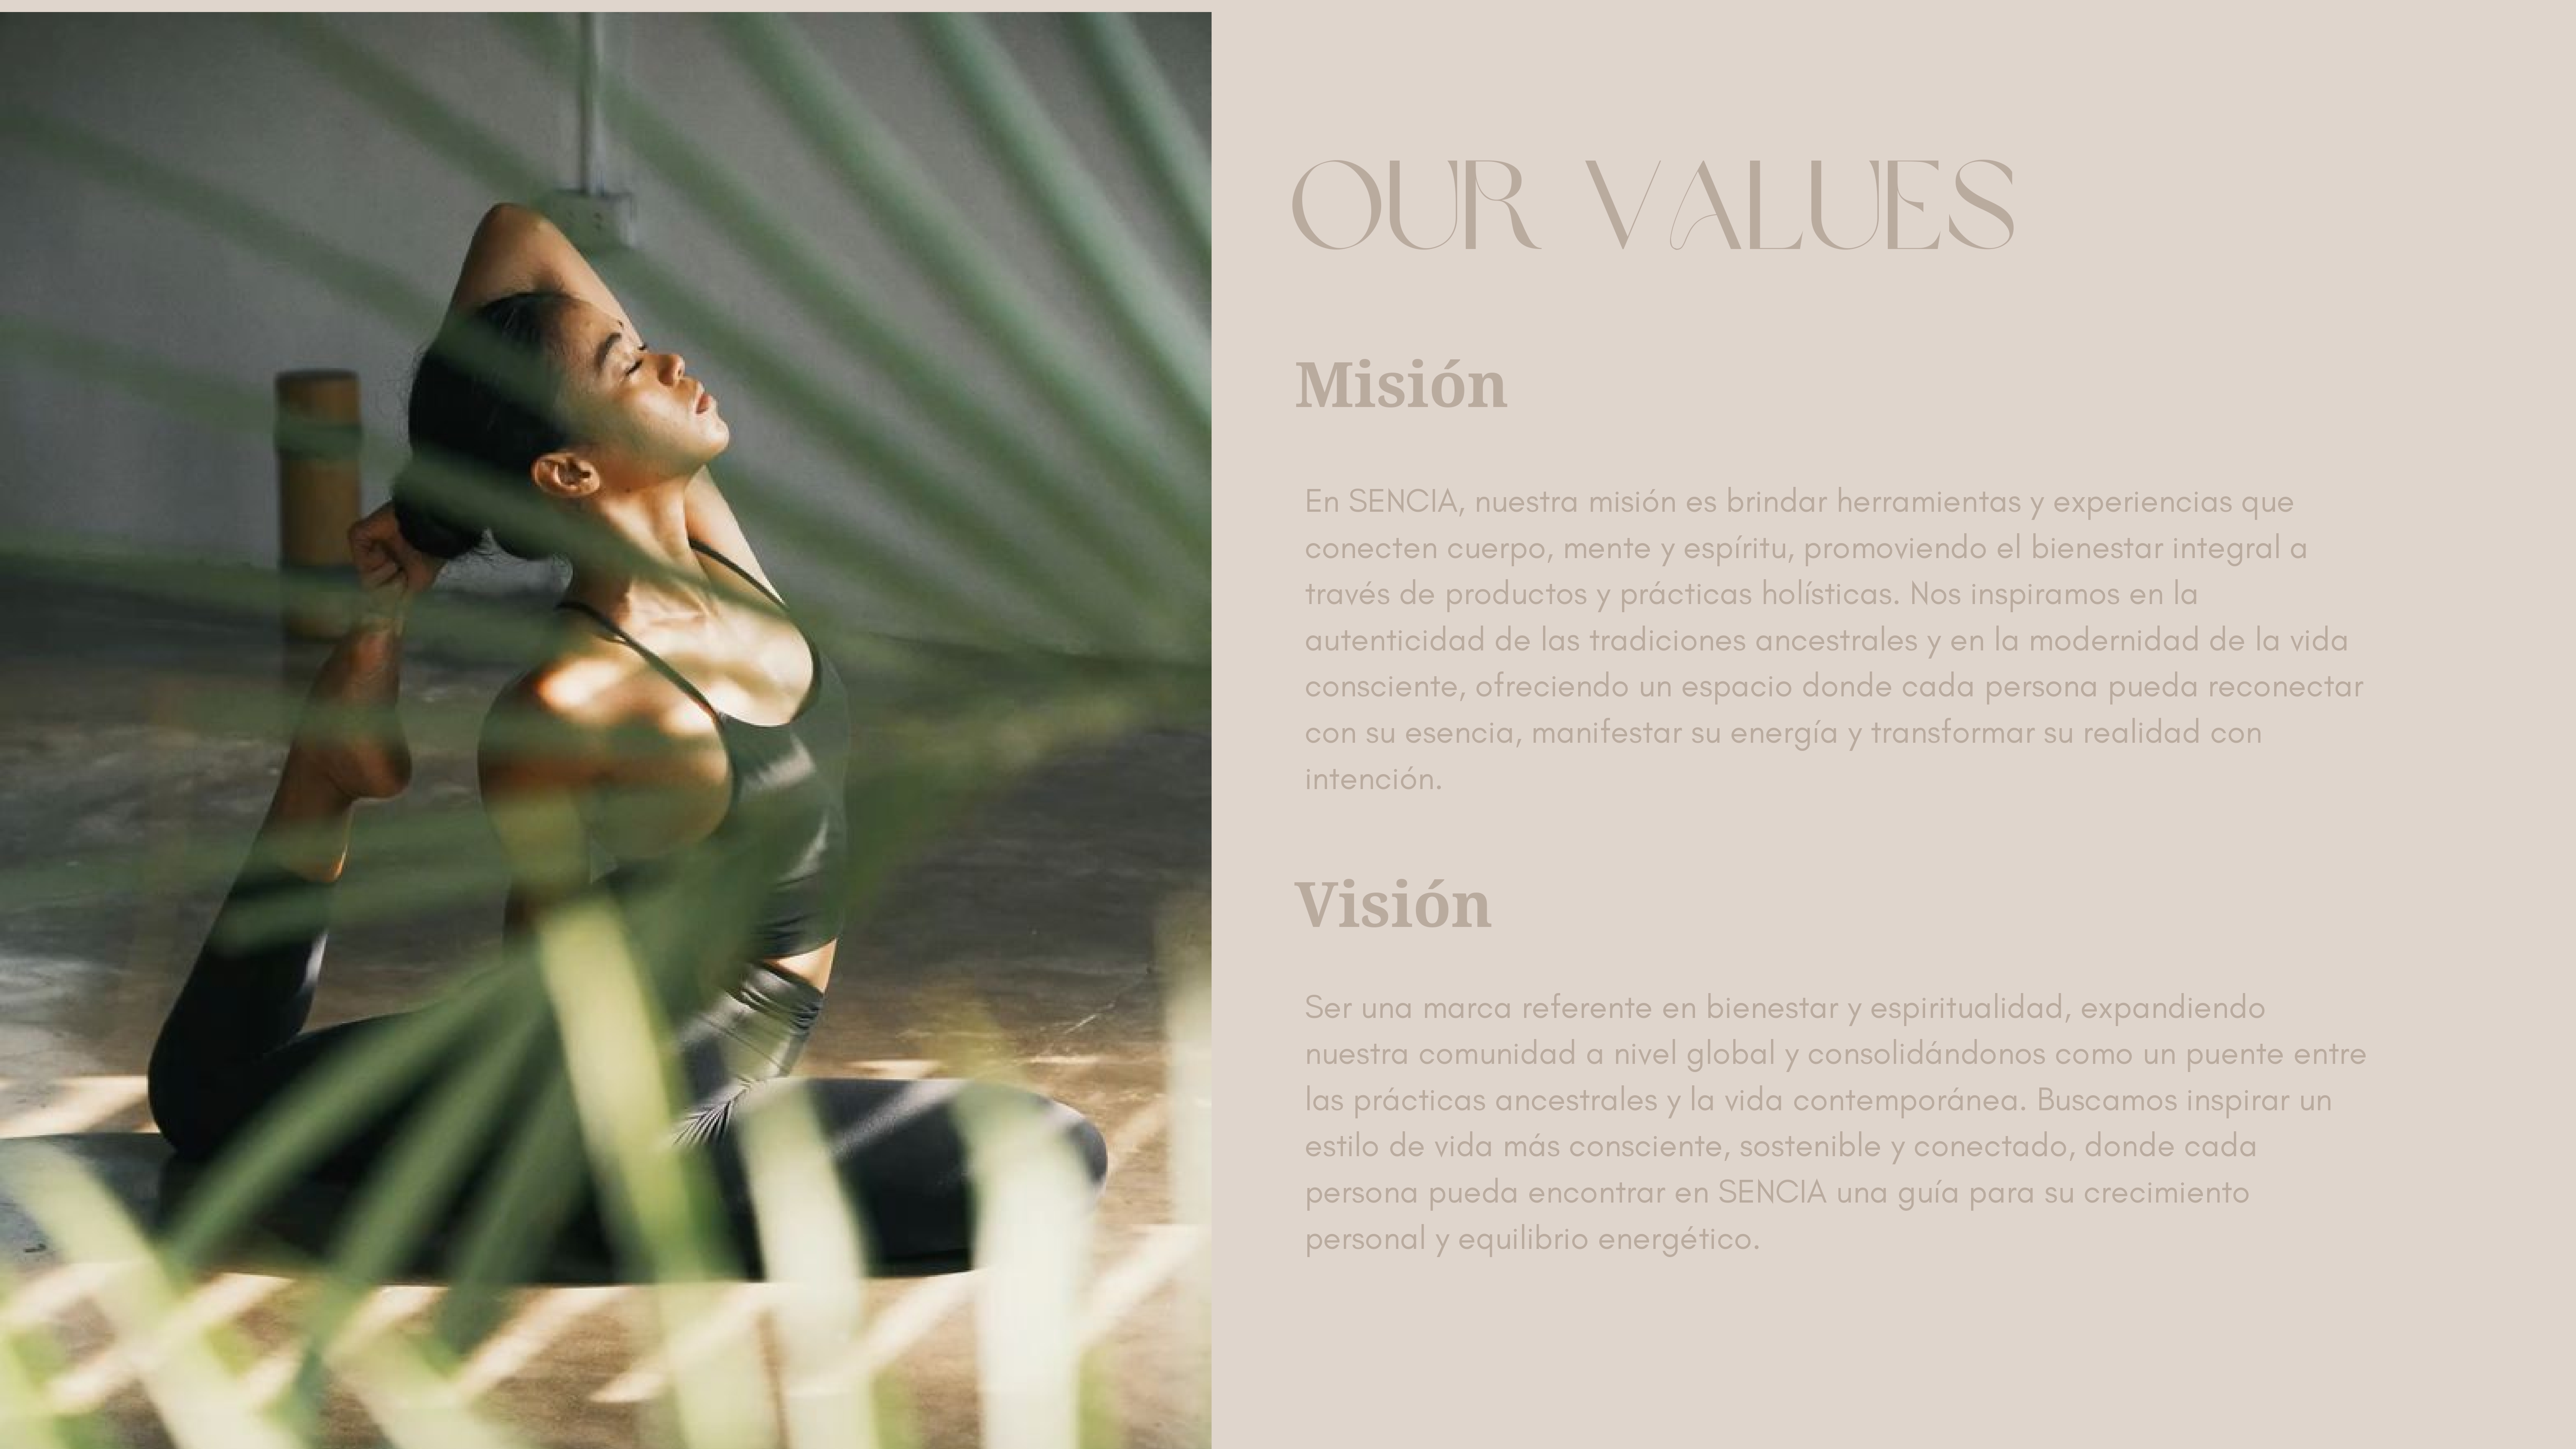 OUR VALUES
Misión
En SENCIA, nuestra misión es brindar herramientas y experiencias que
conecten cuerpo, mente y espíritu, promoviendo el bienestar integral a
través de productos y prácticas holísticas. Nos inspiramos en la
autenticidad de las tradiciones ancestrales y en la modernidad de la vida
consciente, ofreciendo un espacio donde cada persona pueda reconectar
con su esencia, manifestar su energía y transformar su realidad con
intención.
Visión
Ser una marca referente en bienestar y espiritualidad, expandiendo
nuestra comunidad a nivel global y consolidándonos como un puente entre
las prácticas ancestrales y la vida contemporánea. Buscamos inspirar un
estilo de vida más consciente, sostenible y conectado, donde cada
persona pueda encontrar en SENCIA una guía para su crecimiento
personal y equilibrio energético.